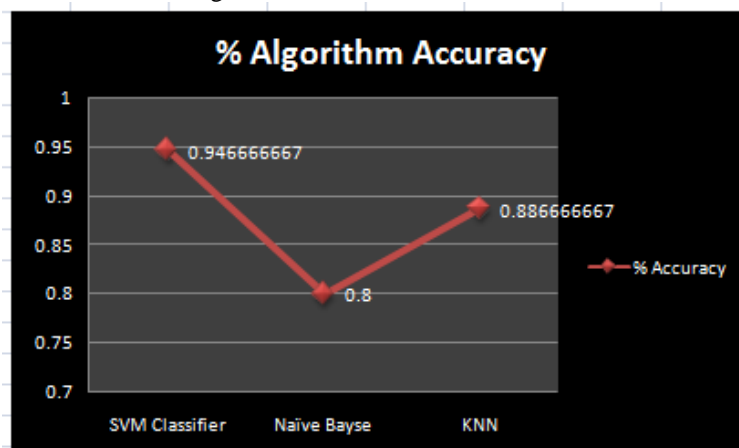 % Algorithm Accuracy
1
0.95
0.9
0.85
0.8
0.75
0.7
0.946666667
0.8
0.886666667
% Accuracy
SVM Classifier
Naïve Bayse
KNN